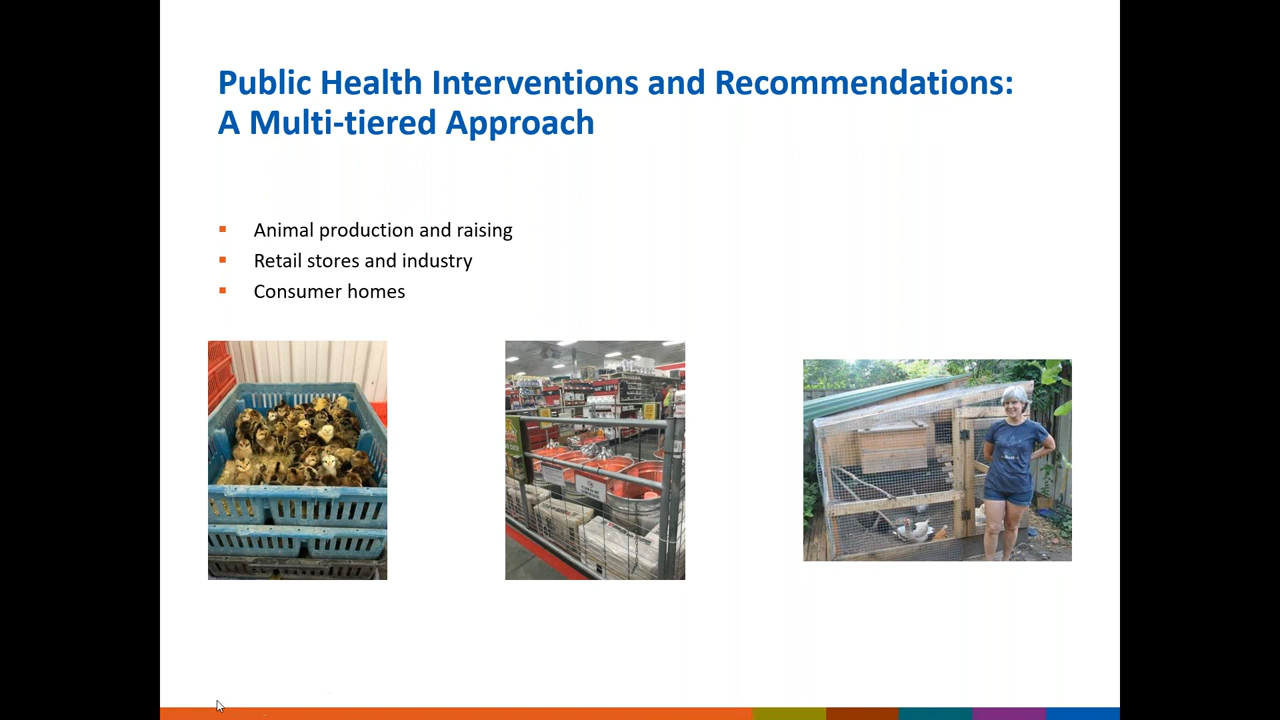 Public Health Interventions and Recommendations:
A Multi-tiered Approach
Animal production and raising
Retail stores and industry
Consumer homes